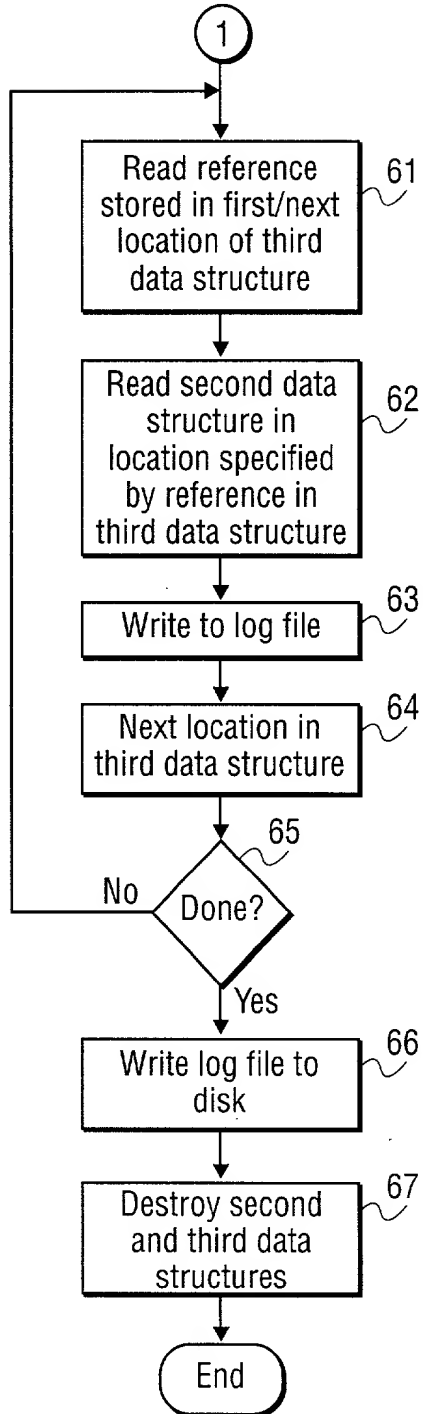 1
Read reference
stored in first/next
location of third
data structure
61
Read second data
structure in
location specified
by reference in
third data structure
62
Write to log file
63
Next location in
third data structure
64
65
Done?
No
Yes
Write log file to
disk
66
Destroy second
and third data
structures
67
End